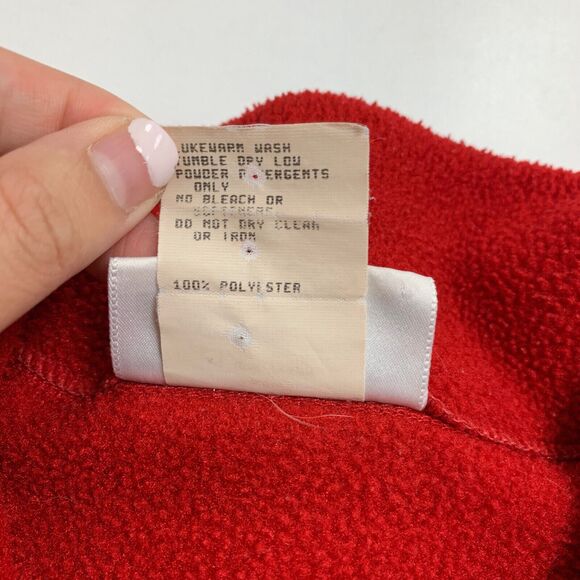 LUKEWARM WASH
TUMBLE DRY LOW
POWDER DETERGENTS
ONLY
NO BLEACH OR
SOFTENERS
DO NOT DRY CLEAN
OR IRON
100% POLYESTER